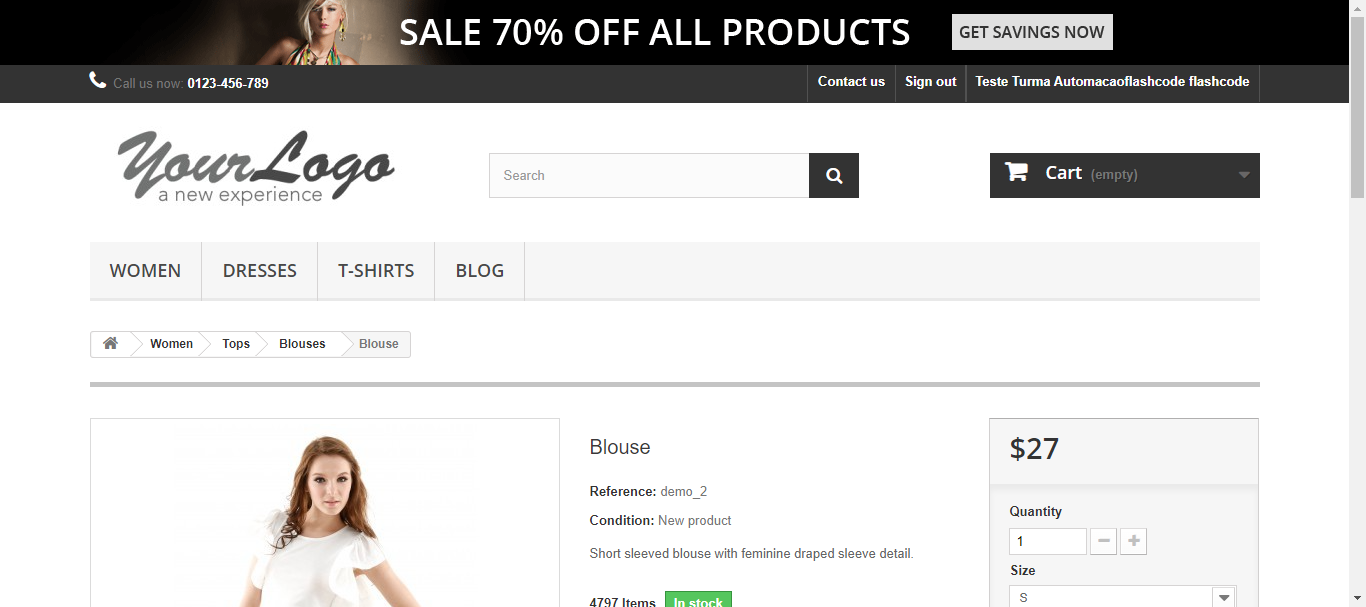 SALE 70% OFF ALL PRODUCTS GET SAVINGS NOW
Call us now: 0123-456-789 Contact us Sign out Teste Turma Automacaoflashcode flashcode
Your Logo
a new experience
Search
Cart (empty)
WOMEN DRESSES T-SHIRTS BLOG
Women Tops Blouses Blouse
Blouse
Reference: demo_2
Condition: New product
Short sleeved blouse with feminine draped sleeve detail.
4797 Items In stock
$27
Quantity
1
Size
S